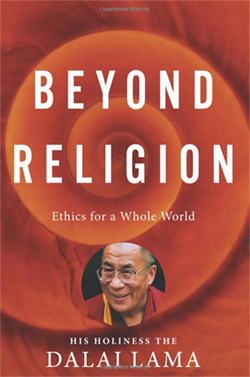 BEYOND
RELIGION
Ethics for a Whole World
HIS HOLINESS THE
DALAI LAMA